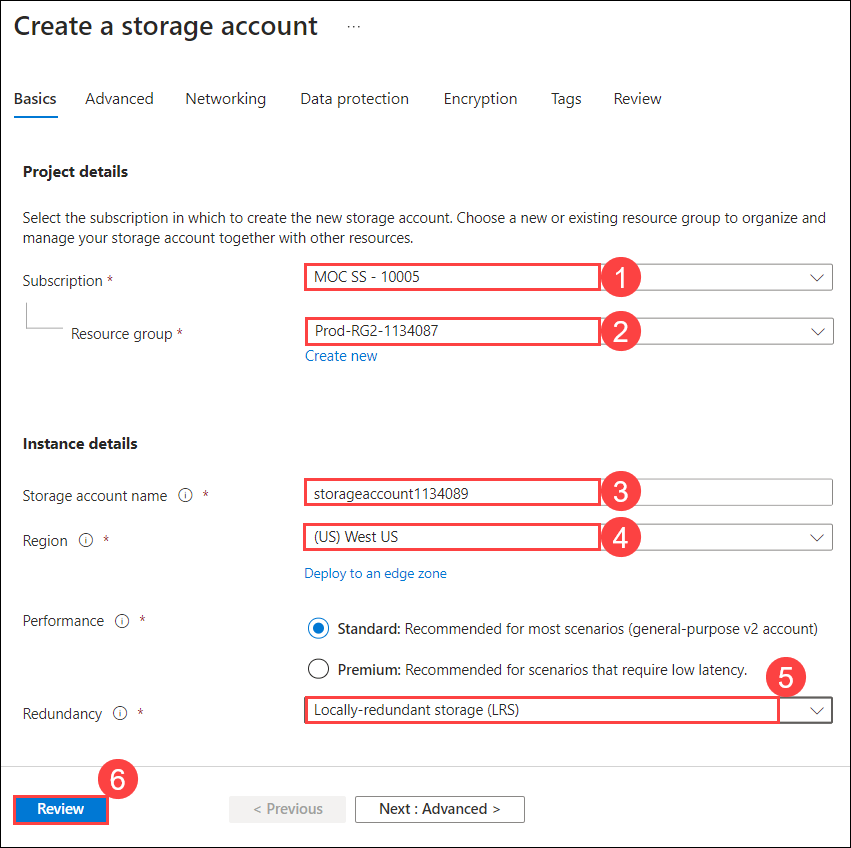 Create a storage account ...
Basics Advanced Networking Data protection Encryption Tags Review
Project details
Select the subscription in which to create the new storage account. Choose a new or existing resource group to organize and
manage your storage account together with other resources.
Subscription * MOC SS - 10005 1
Resource group * Prod-RG2-1134087 2
Create new
Instance details
Storage account name * storageaccount1134089 3
Region * (US) West US 4
Deploy to an edge zone
Performance * Standard: Recommended for most scenarios (general-purpose v2 account)
Premium: Recommended for scenarios that require low latency.
5
Redundancy * Locally-redundant storage (LRS)
6
Review < Previous Next : Advanced >